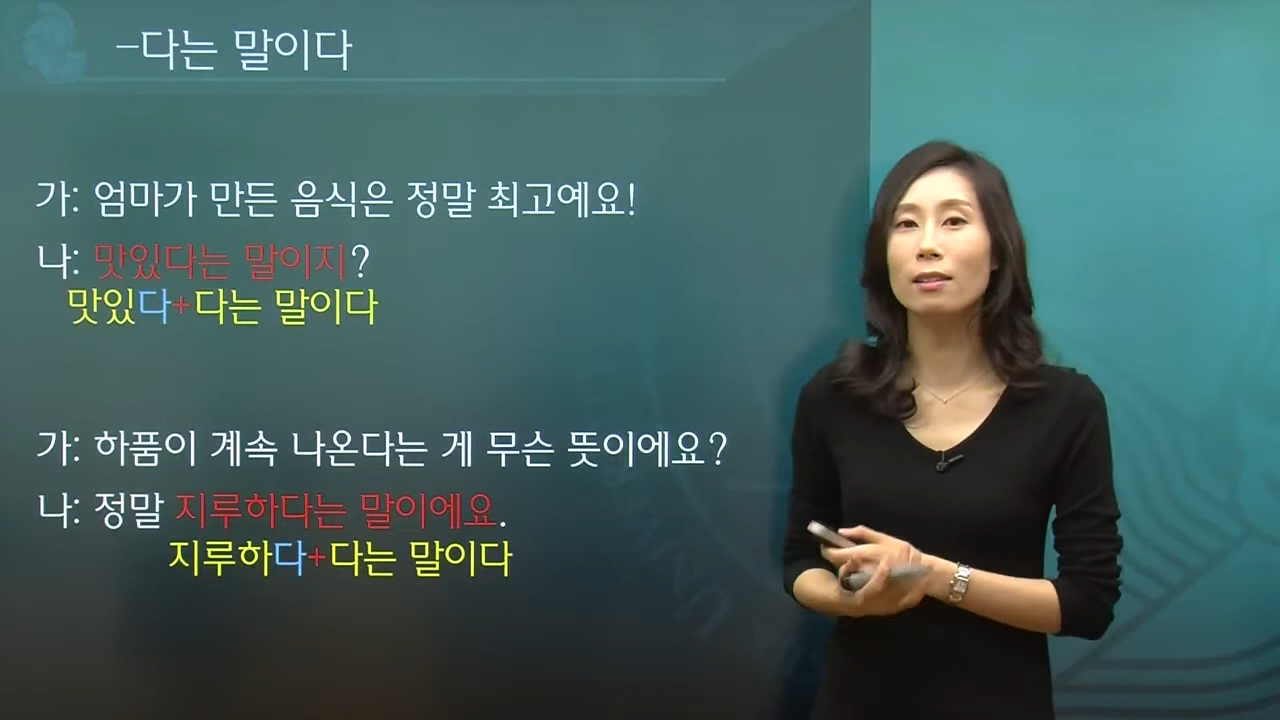 -다는 말이다
가: 엄마가 만든 음식은 정말 최고예요!
나: 맛있다는 말이지?
맛있다+다는 말이다
가: 하품이 계속 나온다는 게 무슨 뜻이에요?
나: 정말 지루하다는 말이에요.
지루하다+다는 말이다